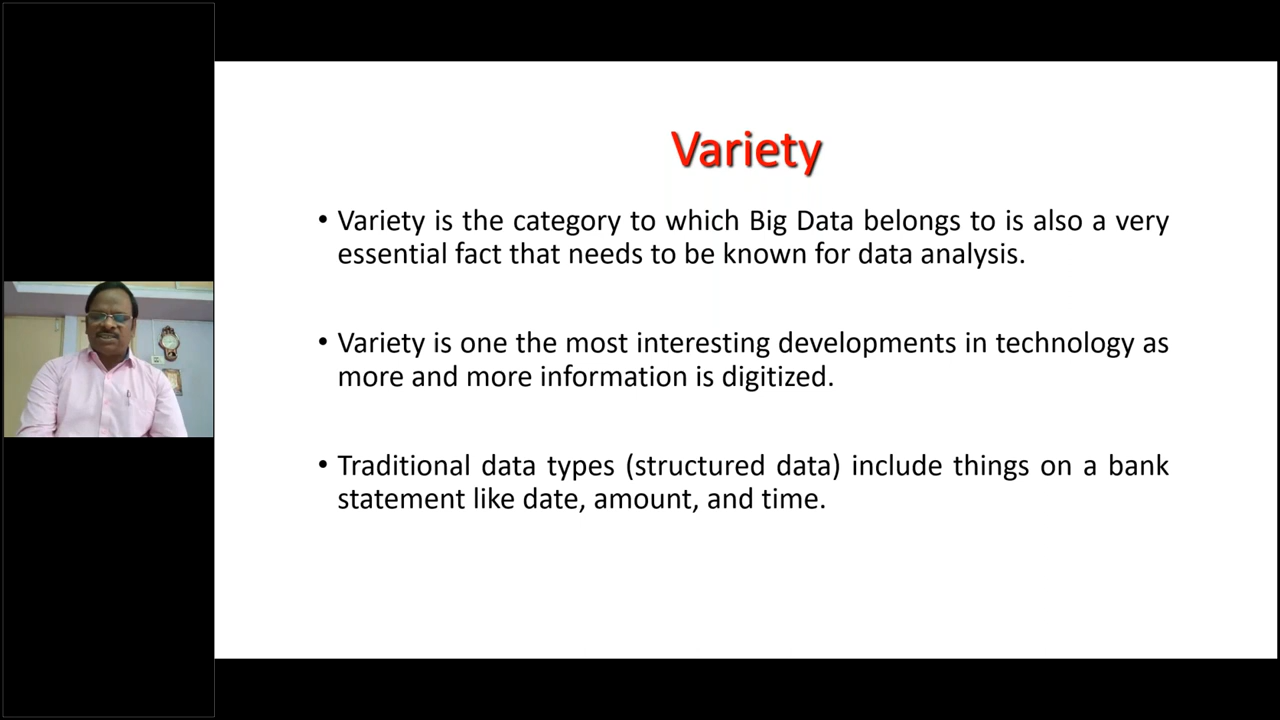 Variety
• Variety is the category to which Big Data belongs to is also a very
essential fact that needs to be known for data analysis.
• Variety is one the most interesting developments in technology as
more and more information is digitized.
• Traditional data types (structured data) include things on a bank
statement like date, amount, and time.